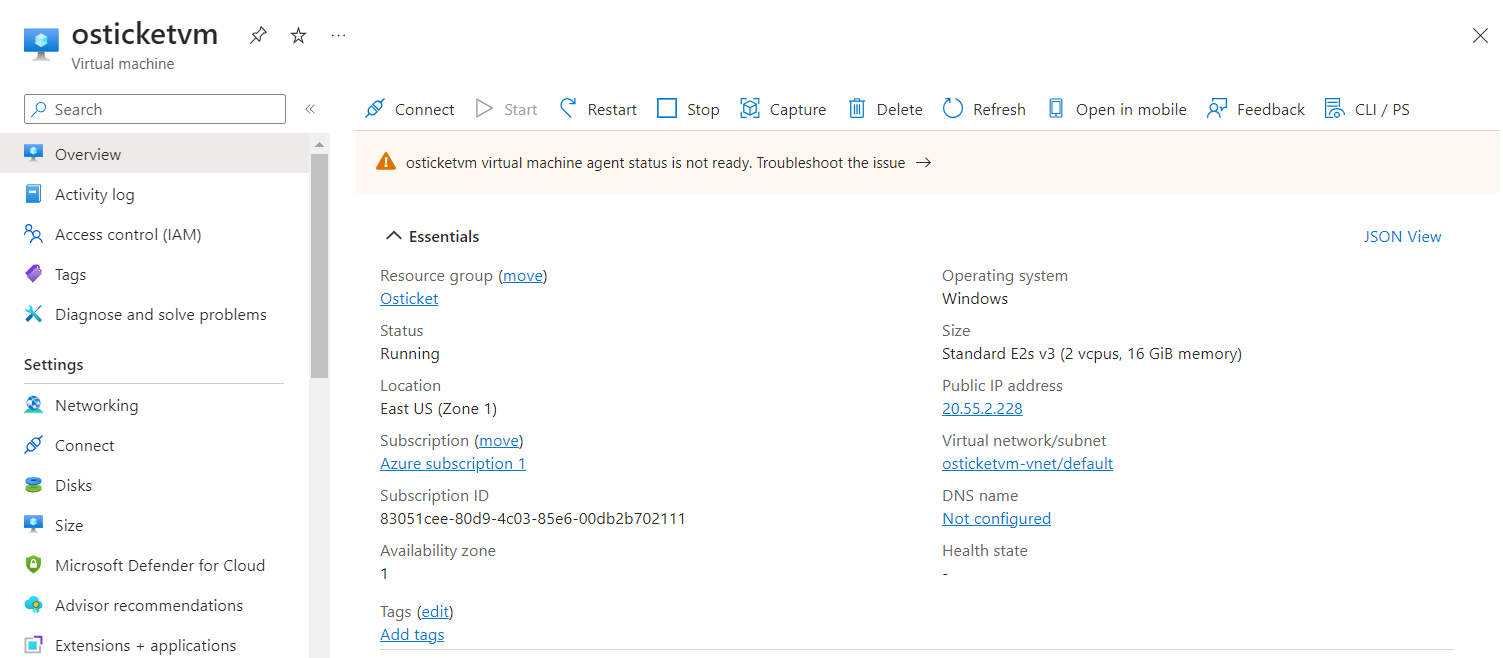 osticketvm
Virtual machine
Search
Overview
Activity log
Access control (IAM)
Tags
Diagnose and solve problems
Settings
Networking
Connect
Disks
Size
Microsoft Defender for Cloud
Advisor recommendations
Extensions + applications
Connect Start Restart Stop Capture Delete Refresh Open in mobile Feedback CLI / PS
osticketvm virtual machine agent status is not ready. Troubleshoot the issue →
Essentials
JSON View
Resource group (move)
Osticket
Status
Running
Location
East US (Zone 1)
Subscription (move)
Azure subscription 1
Subscription ID
83051cee-80d9-4c03-85e6-00db2b702111
Availability zone
1
Tags (edit)
Add tags
Operating system
Windows
Size
Standard E2s v3 (2 vcpus, 16 GiB memory)
Public IP address
20.55.2.228
Virtual network/subnet
osticketvm-vnet/default
DNS name
Not configured
Health state
-